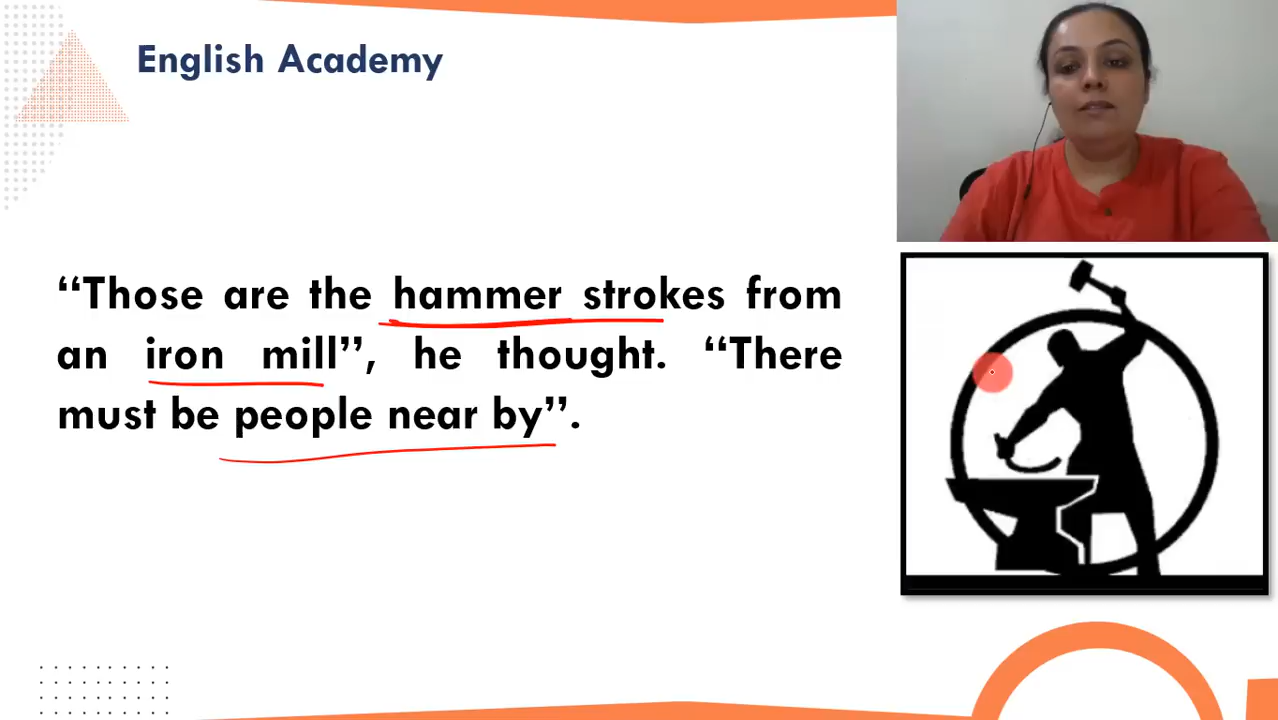 English Academy
“Those are the hammer strokes from
an iron mill”, he thought. “There
must be people near by”.